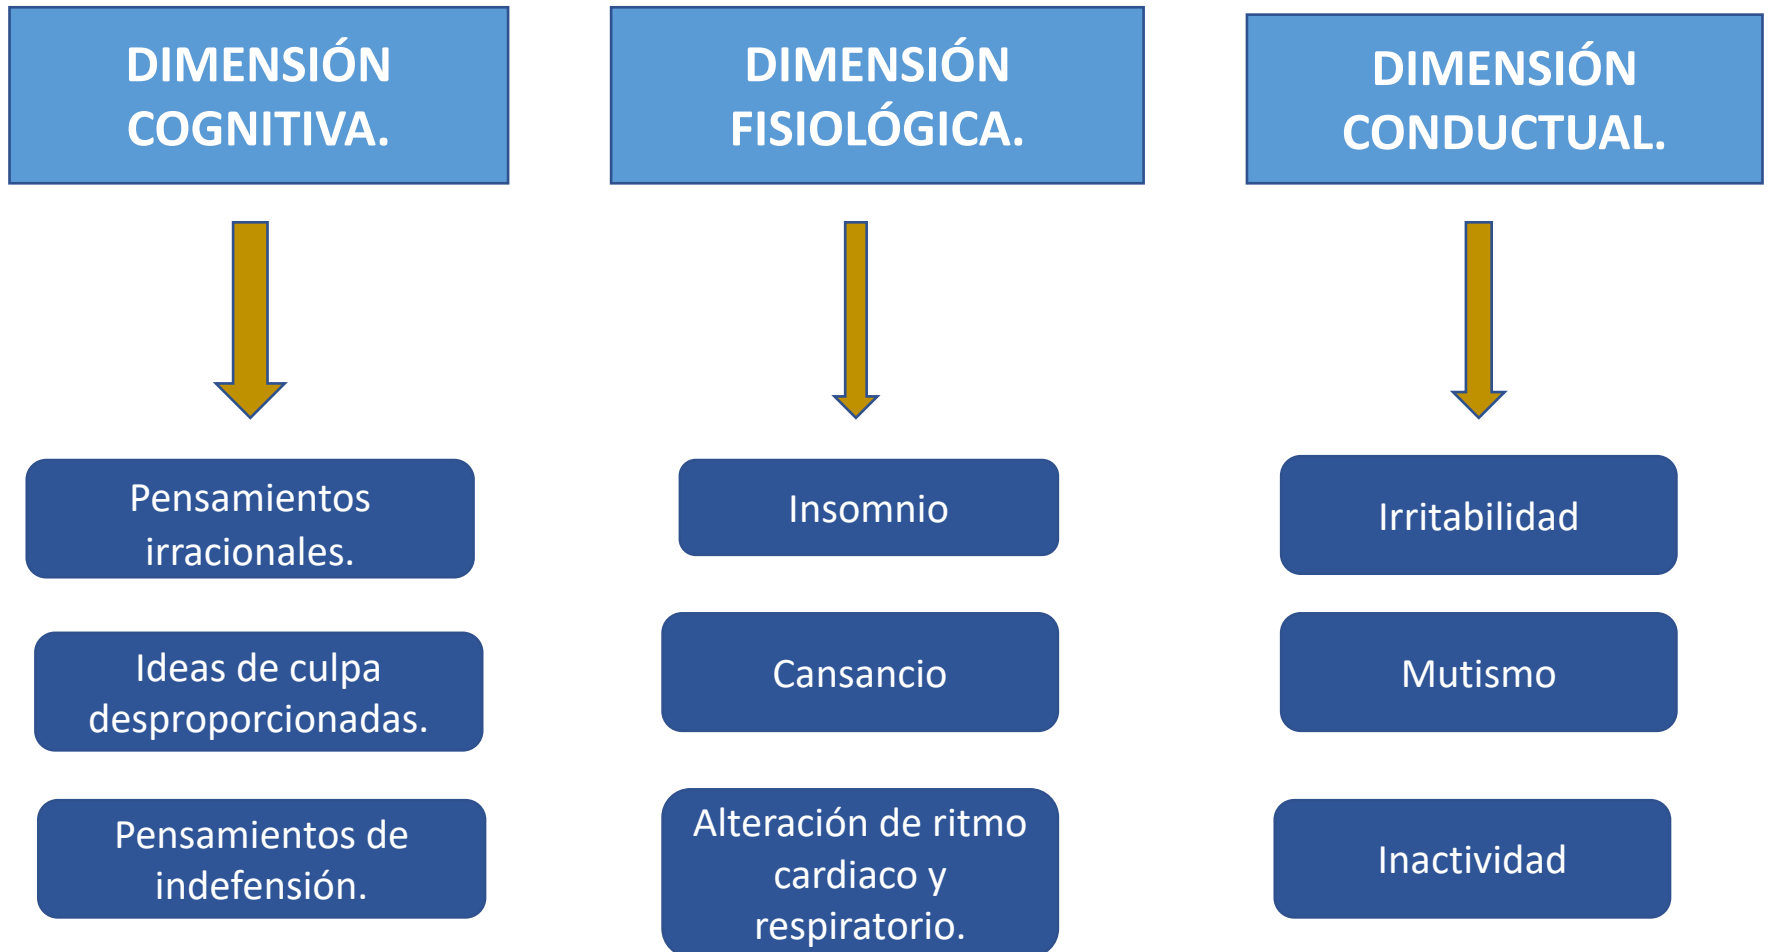 DIMENSIÓN
COGNITIVA.
Pensamientos
irracionales.
Ideas de culpa
desproporcionadas.
Pensamientos de
indefensión.
DIMENSIÓN
FISIOLÓGICA.
Insomnio
Cansancio
Alteración de ritmo
cardiaco y
respiratorio.
DIMENSIÓN
CONDUCTUAL.
Irritabilidad
Mutismo
Inactividad